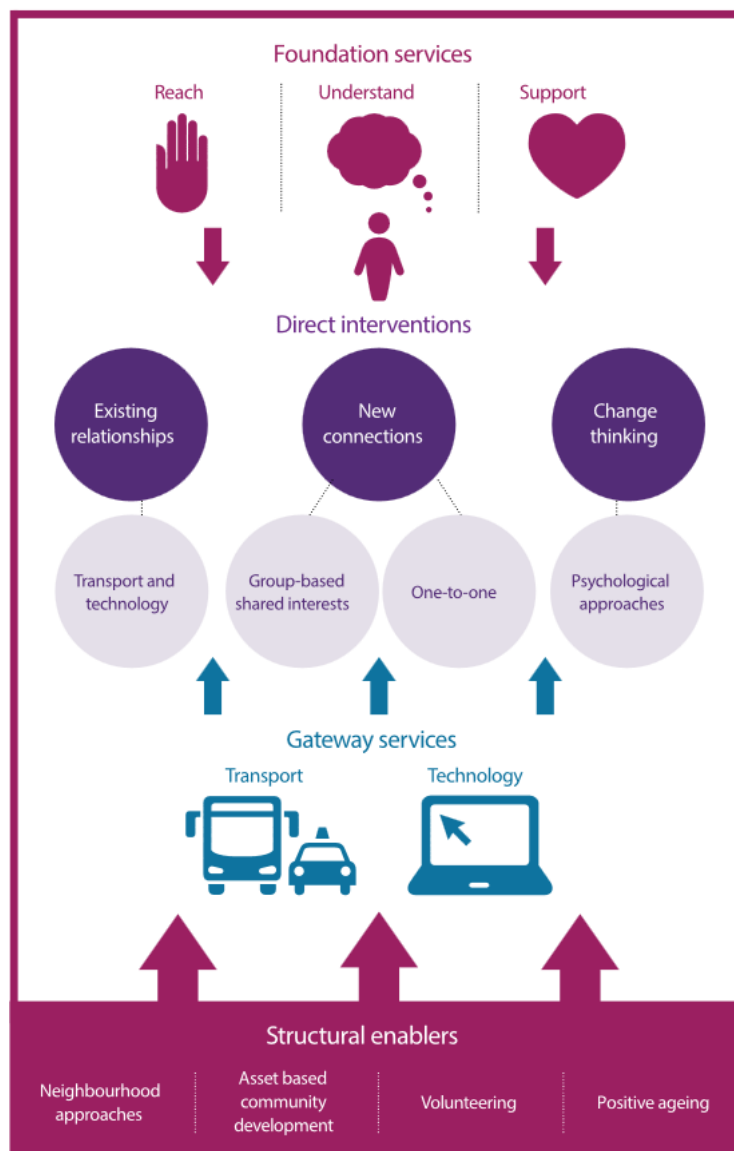 Foundation services
Reach
Understand
Support
Direct interventions
Existing
relationships
New
connections
Change
thinking
Transport and
technology
Group-based
shared interests
One-to-one
Psychological
approaches
Gateway services
Transport
Technology
Structural enablers
Neighbourhood
approaches
Asset based
community
development
Volunteering
Positive ageing